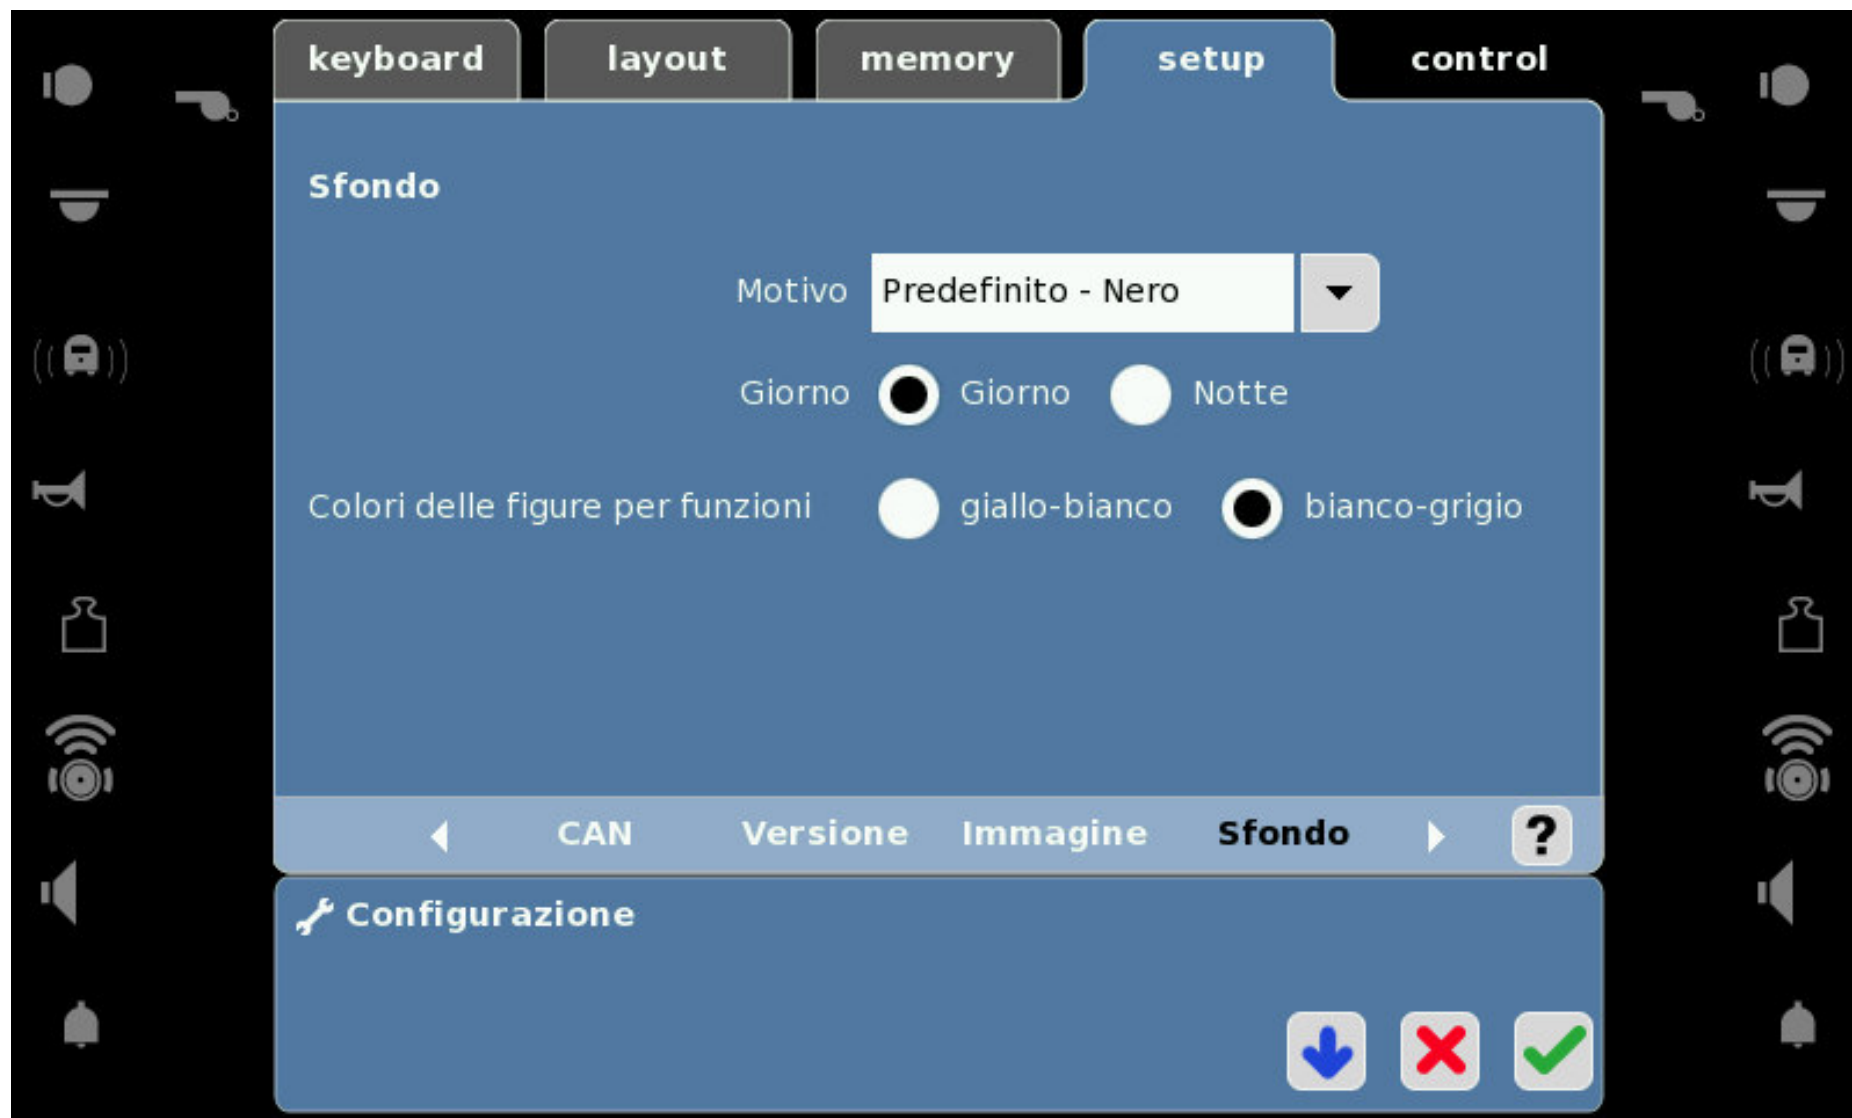 keyboard layout memory setup control
Sfondo
Motivo Predefinito - Nero
Giorno Giorno Notte
Colori delle figure per funzioni giallo-bianco bianco-grigio
CAN Versione Immagine Sfondo ?
Configurazione